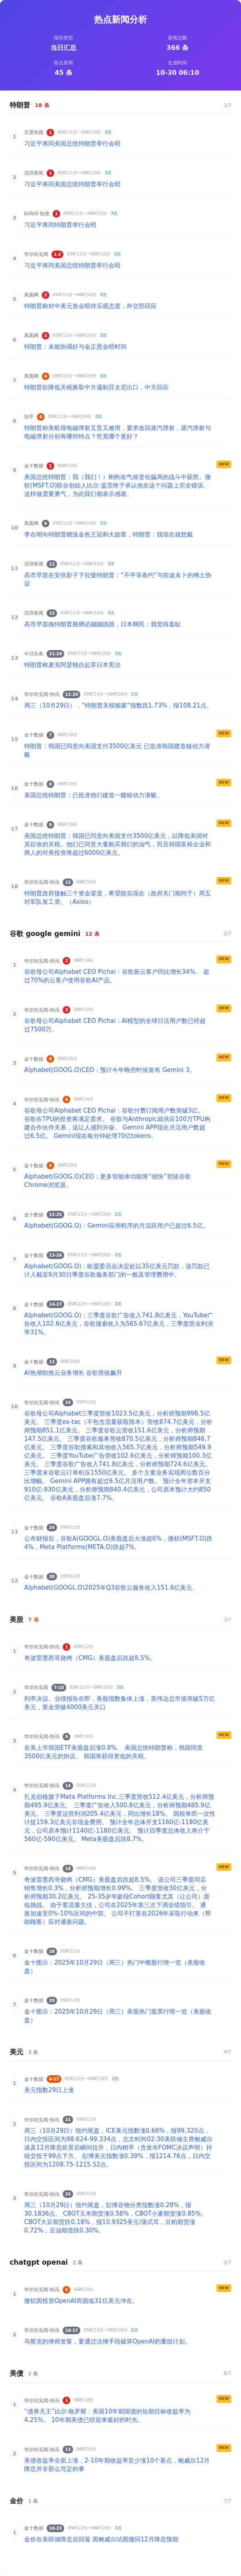 热点新闻分析
报告类型
当日汇总
新闻总数
366 条
热点新闻
45 条
生成时间
10-30 06:10
特朗普 18 条 1/7
1 百度热搜 1 05时11分~06时10分 3次
习近平将同美国总统特朗普举行会晤
2 澎湃新闻 1 05时11分~06时10分 3次
习近平将同美国总统特朗普举行会晤
3 bilibili 热搜 1 05时11分~06时10分 3次
习近平将同特朗普举行会晤
4 华尔街见闻 1-2 05时11分~06时10分 3次
习近平将同美国总统特朗普举行会晤
5 凤凰网 2 05时11分~06时10分 3次
特朗普称对中美元首会晤持乐观态度，外交部回应
6 凤凰网 3 05时11分~06时10分 3次
特朗普：未能协调好与金正恩会晤时间
7 凤凰网 4 05时11分~06时10分 3次
特朗普欲降低关税换取中方遏制芬太尼出口，中方回应
8 知乎 4 05时11分~06时10分 3次
特朗普称美航母电磁弹射又贵又难用，要求改回蒸汽弹射，蒸汽弹射与
电磁弹射分别有哪些特点？究竟哪个更好？
9 金十数据 1 06时10分 NEW
美国总统特朗普：我（我们！）刚刚在气候变化骗局的战斗中获胜。微
软(MSFT.O)联合创始人比尔·盖茨终于承认他在这个问题上完全错误。
这样做需要勇气，为此我们都表示感谢。
10 凤凰网 6 05时11分~06时10分 3次
李在明向特朗普赠送金色王冠和大勋章，特朗普：我现在就想戴
11 澎湃新闻 12 05时11分~06时10分 3次
高市早苗在安倍影子下拉拢特朗普：“不平等条约”与前途未卜的稀土协
议
12 澎湃新闻 15 05时11分~06时10分 3次
高市早苗挽特朗普胳膊还蹦蹦跳跳，日本网民：我觉得羞耻
13 今日头条 21-29 05时11分~06时10分 3次
特朗普称麦克阿瑟独自起草日本宪法
14 华尔街见闻-快讯 12-29 05时12分~06时10分 2次
周三（10月29日），“特朗普关税输家”指数跌1.73%，报108.21点。
15 金十数据 7 06时10分 NEW
特朗普：韩国已同意向美国支付3500亿美元 已批准韩国建造核动力潜
艇
16 金十数据 8 06时10分 NEW
美国总统特朗普：已批准他们建造一艘核动力潜艇。
17 金十数据 9 06时10分 NEW
美国总统特朗普：韩国已同意向美国支付3500亿美元，以降低美国对
其征收的关税。他们已同意大量购买我们的油气，而且韩国富裕企业和
商人的对美投资将超过6000亿美元。
18 华尔街见闻-快讯 15 06时10分 NEW
特朗普政府接触三个资金渠道，希望能实现在（政府关门期间于）周五
对军队发工资。（Axios）
谷歌 google gemini 12 条 2/7
1 华尔街见闻-快讯 2 06时10分 NEW
谷歌母公司Alphabet CEO Pichai：谷歌新云客户同比增长34%。 超
过70%的云客户使用谷歌AI产品。
2 华尔街见闻-快讯 3 06时10分 NEW
谷歌母公司Alphabet CEO Pichai：AI模型的全球日活用户数已经超
过7500万。
3 金十数据 4 06时10分 NEW
Alphabet(GOOG.O)CEO：预计今年晚些时候发布 Gemini 3。
4 华尔街见闻-快讯 4 06时10分 NEW
谷歌母公司Alphabet CEO Pichai：谷歌付费订阅用户数突破3亿。
谷歌在TPU的投资将满足需求。 谷歌与Anthropic就供应100万TPU构
建合作伙伴关系，这让人感到兴奋。 Gemini APP现在月活用户数超
过6.5亿。 Gemini现在每分钟处理70亿tokens。
5 金十数据 5 06时10分 NEW
Alphabet(GOOG.O)CEO：更多智能体功能将“很快”登陆谷歌
Chrome浏览器。
6 金十数据 12-25 05时12分~06时10分 2次
Alphabet(GOOG.O)：Gemini应用程序的月活跃用户已超过6.5亿。
7 金十数据 13-26 05时12分~06时10分 2次
Alphabet(GOOG.O)：欧盟委员会决定处以35亿美元罚款，该罚款已
计入截至9月30日季度谷歌服务部门的一般及管理费用中。
8 金十数据 14-27 05时12分~06时10分 2次
Alphabet(GOOG.O)：三季度谷歌广告收入741.8亿美元，YouTube广
告收入102.6亿美元，谷歌搜索收入为565.67亿美元，三季度营业利润
率31%。
9 金十数据 12 06时10分 NEW
AI热潮助推云业务增长 谷歌营收飙升
10 华尔街见闻-快讯 10 05时12分
谷歌母公司Alphabet三季度营收1023.5亿美元，分析师预期998.5亿
美元。 三季度ex-tac（不包含流量获取陈本）营收874.7亿美元，分析
师预期851.1亿美元。 三季度谷歌云营收151.6亿美元，分析师预期
147.5亿美元。 三季度谷歌服务营收870.5亿美元，分析师预期846.7
亿美元。 三季度谷歌搜索和其他收入565.7亿美元，分析师预期549.9
亿美元。 三季度YouTube广告营收102.6亿美元，分析师预期100.3亿
美元。 三季度谷歌广告收入741.8亿美元，分析师预期724.6亿美元。
三季度末谷歌云订单积压1550亿美元。 多个主要业务实现两位数百分
比增幅。 Gemini APP拥有超过6.5亿月活用户数。 预计全年资本开支
910亿-930亿美元，分析师预期840.4亿美元，公司原本预计大约850
亿美元。 谷歌A美股盘后涨7.7%。
11 金十数据 24 05时12分
公布财报后，谷歌A(GOOGL.O)美股盘后大涨超6%，微软(MSFT.O)跌
4%，Meta Platforms(META.O)跌超7%。
12 金十数据 30 05时12分
Alphabet(GOOGL.O)2025年Q3谷歌云服务收入151.6亿美元。
美股 7 条 3/7
1 华尔街见闻-快讯 1 05时12分
奇波雷墨西哥烧烤（CMG）美股盘后跌超8.5%。
2 华尔街见闻 7-10 05时11分~06时10分 3次
利率决议、业绩报告在即，美股指数集体上涨，英伟达总市值突破5万亿
美元，黄金突破4000美元关口
3 华尔街见闻-快讯 9 06时10分 NEW
在美上市韩国ETF美股盘后涨0.8%。 美国总统特朗普称，韩国同意
3500亿美元的协议。 韩国将获得更低的关税。
4 华尔街见闻-快讯 14 05时12分
扎克伯格旗下Meta Platforms Inc.三季度营收512.4亿美元，分析师预
期495.9亿美元。 三季度广告收入500.8亿美元，分析师预期485.9亿
美元。 三季度运营利润205.4亿美元，同比增长18%。 因税单而一次性
计提159.3亿美元非现金费用。 预计全年总体开支1160亿-1180亿美
元，公司原本预计1140亿-1180亿美元。 预计四季度总体收入将介于
560亿-590亿美元。 Meta美股盘后跌8.7%。
5 华尔街见闻-快讯 18 05时12分
奇波雷墨西哥烧烤（CMG）美股盘后跌超8.5%。 该公司三季度同店
销售增长0.3%，分析师预期增长0.99%。 三季度营收30亿美元，分
析师预期30.2亿美元。 25-35岁年龄段Cohort顾客尤其（让公司）面
临挑战。 由于客流量欠佳，公司在2025年第三次下调业绩指引。 通
胀加速至0%-10%区间的中部。 公司不打算在2026年采取行动来（帮
助顾客）应对通胀问题。
6 金十数据 28 05时12分
金十图示：2025年10月29日（周三）热门中概股行情一览（美股收
盘）
7 金十数据 29 05时12分
金十图示：2025年10月29日（周三）美股热门股票行情一览（美股收
盘）
美元 3 条 4/7
1 金十数据 4-17 05时12分~06时10分 2次
美元指数29日上涨
2 华尔街见闻-快讯 21 05时12分
周三（10月29日）纽约尾盘，ICE美元指数涨0.66%，报99.320点，
日内交投区间为98.624-99.334点，北京时间02:30美联储主席鲍威尔
谈及12月降息前景后瞬间拉升，日内稍早（含发布FOMC决议声明）持
续交投于99点下方。 彭博美元指数涨0.39%，报1214.76点，日内交
投区间为1208.75-1215.52点。
3 华尔街见闻-快讯 24 05时12分
周三（10月29日）纽约尾盘，彭博谷物分类指数涨0.28%，报
30.1836点。 CBOT玉米期货涨0.58%，CBOT小麦期货涨0.85%。
CBOT大豆期货跌0.18%，报10.9325美元/蒲式耳，豆粕期货涨
0.72%，豆油期货跌0.30%。
chatgpt openai 2 条 5/7
1 华尔街见闻-快讯 5 06时10分 NEW
微软因投资OpenAI而面临31亿美元冲击。
2 华尔街见闻-快讯 10-27 05时12分~06时10分 2次
马斯克的律师发誓，要通过法律手段破坏OpenAI的重组计划。
美债 2 条 6/7
1 华尔街见闻-快讯 1 06时10分 NEW
“债券天王”比尔·格罗斯：美国10年期国债的短期目标收益率为
4.25%。 10年期美债已经迎来最好的时光。
2 华尔街见闻-快讯 13 06时10分 NEW
美债收益率全面上涨，2-10年期收益率至少涨10个基点，鲍威尔12月
降息并非那么笃定的事
金价 1 条 7/7
1 金十数据 10-23 05时12分~06时10分 2次
金价在美联储降息后回落 因鲍威尔试图撤回12月降息预期